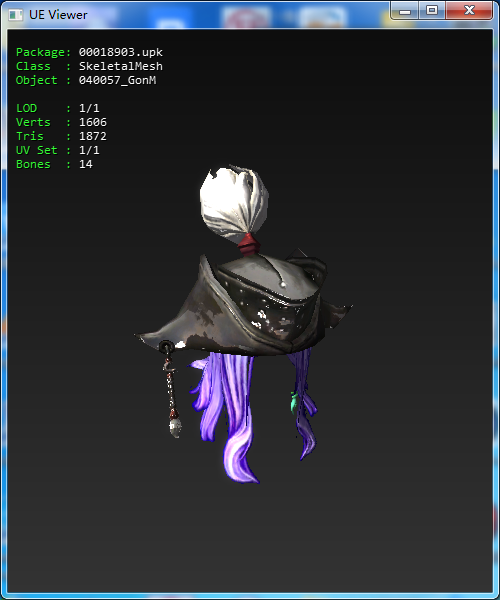 UE Viewer
Package: 00018903.upk
Class : SkeletalMesh
Object : 040057_GonM
LOD : 1/1
Verts : 1606
Tris : 1872
UV Set : 1/1
Bones : 14